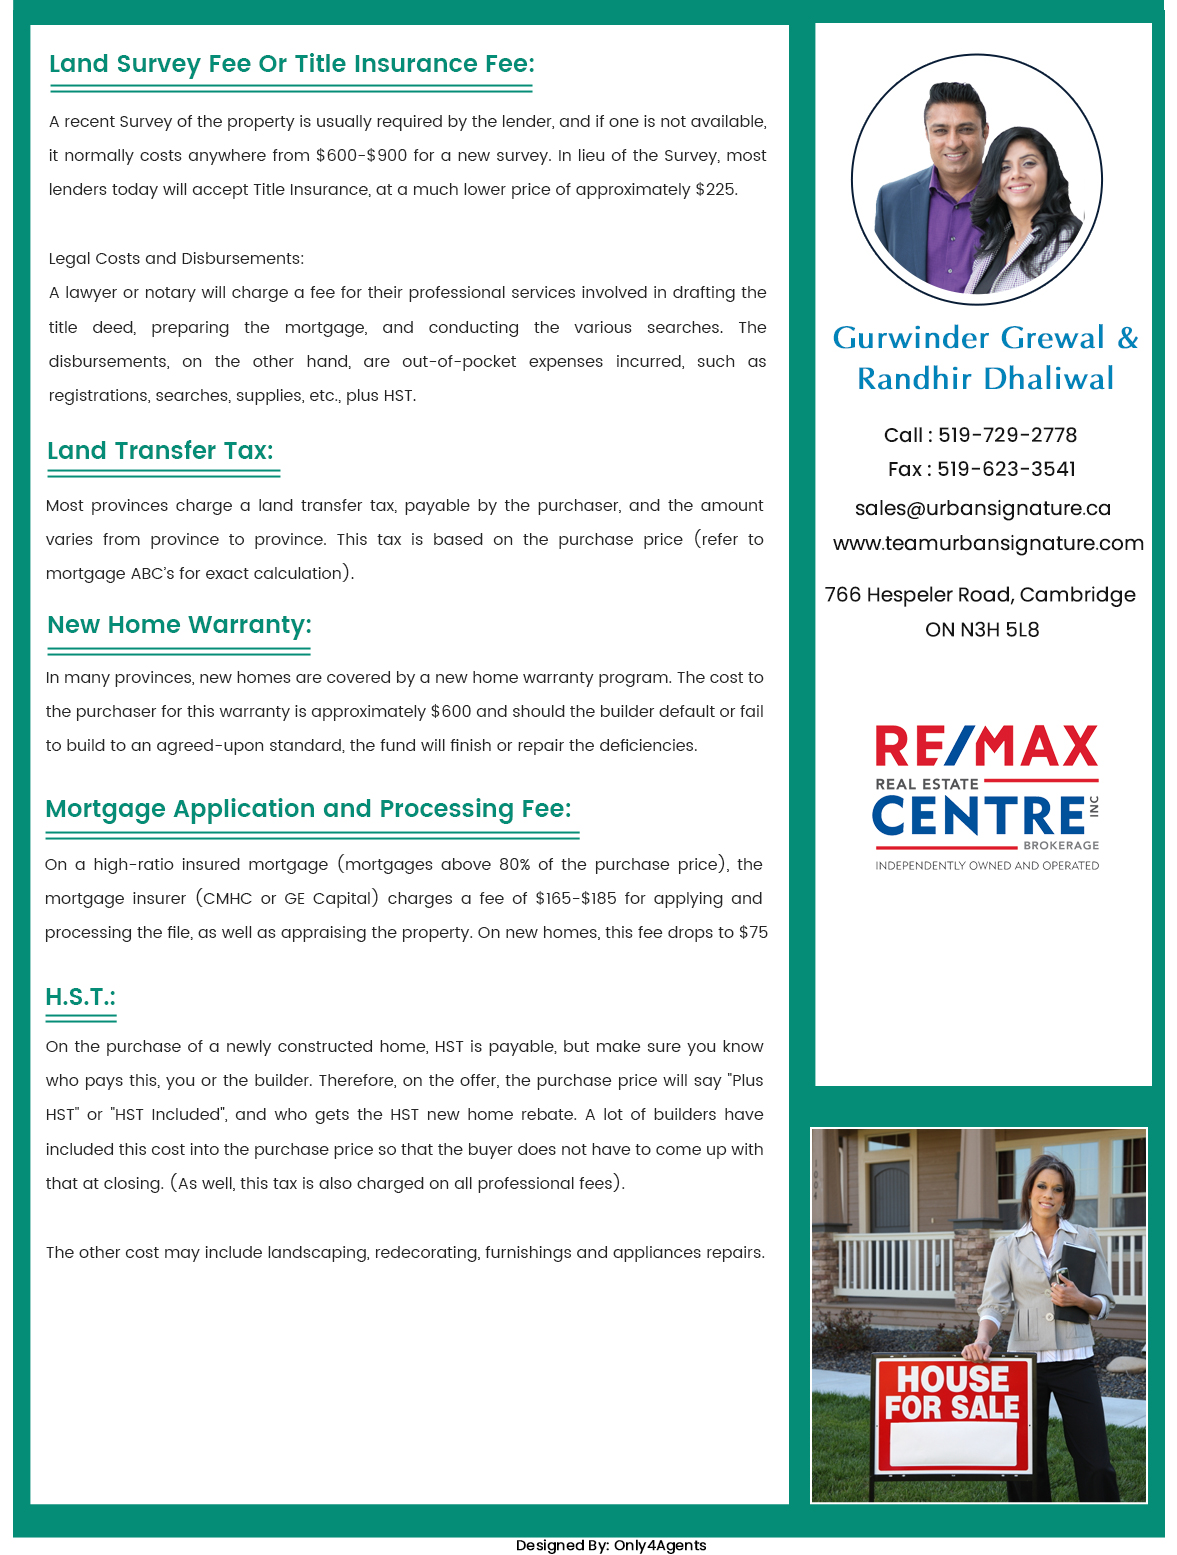 Land Survey Fee Or Title Insurance Fee:
A recent Survey of the property is usually required by the lender, and if one is not available,
it normally costs anywhere from $600-$900 for a new survey. In lieu of the Survey, most
lenders today will accept Title Insurance, at a much lower price of approximately $225.
Legal Costs and Disbursements:
A lawyer or notary will charge a fee for their professional services involved in drafting the
title deed, preparing the mortgage, and conducting the various searches. The
disbursements, on the other hand, are out-of-pocket expenses incurred, such as
registrations, searches, supplies, etc., plus HST.
Land Transfer Tax:
Most provinces charge a land transfer tax, payable by the purchaser, and the amount
varies from province to province. This tax is based on the purchase price (refer to
mortgage ABC's for exact calculation).
New Home Warranty:
In many provinces, new homes are covered by a new home warranty program. The cost to
the purchaser for this warranty is approximately $600 and should the builder default or fail
to build to an agreed-upon standard, the fund will finish or repair the deficiencies.
Mortgage Application and Processing Fee:
On a high-ratio insured mortgage (mortgages above 80% of the purchase price), the
mortgage insurer (CMHC or GE Capital) charges a fee of $165-$185 for applying and
processing the file, as well as appraising the property. On new homes, this fee drops to $75
H.S.T.:
On the purchase of a newly constructed home, HST is payable, but make sure you know
who pays this, you or the builder. Therefore, on the offer, the purchase price will say "Plus
HST" or "HST Included", and who gets the HST new home rebate. A lot of builders have
included this cost into the purchase price so that the buyer does not have to come up with
that at closing. (As well, this tax is also charged on all professional fees).
The other cost may include landscaping, redecorating, furnishings and appliances repairs.
Gurwinder Grewal &
Randhir Dhaliwal
Call : 519-729-2778
Fax : 519-623-3541
sales@urbansignature.ca
www.teamurbansignature.com
766 Hespeler Road, Cambridge
ON N3H 5L8
RE/MAX
REAL ESTATE
CENTRE INC
BROKERAGE
INDEPENDENTLY OWNED AND OPERATED
1004
HOUSE
FOR SALE
Designed By: Only4Agents